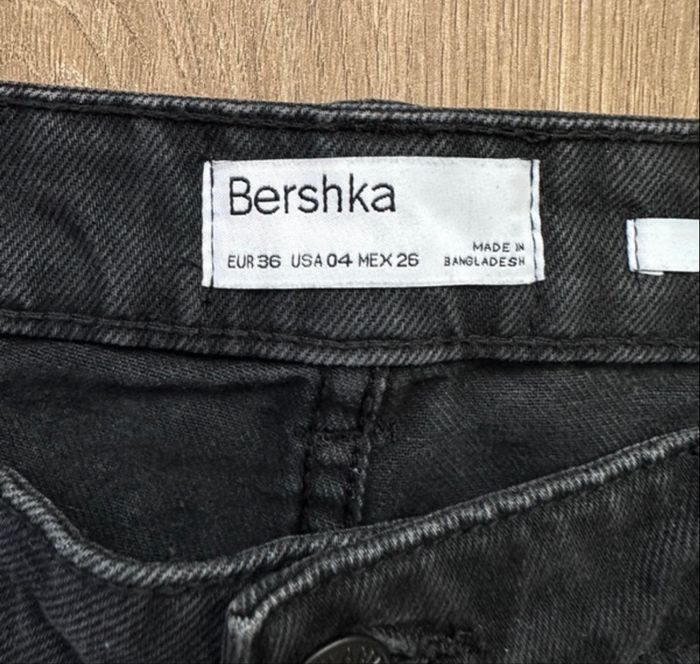 Bershka
EUR 36 USA 04 MEX 26
MADE IN
BANGLADESH